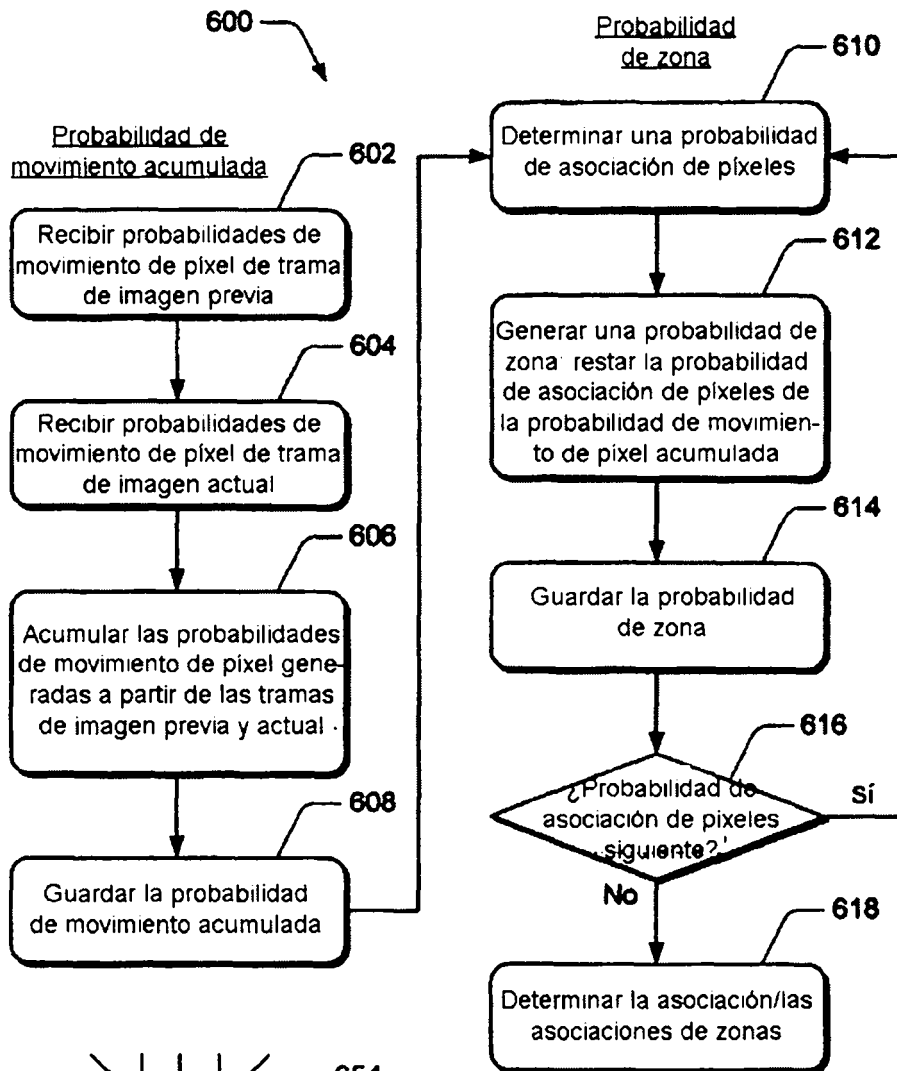 600
Probabilidad de
movimiento acumulada
602
Recibir probabilidades de
movimiento de píxel de trama
de imagen previa
604
Recibir probabilidades de
movimiento de píxel de trama
de imagen actual
606
Acumular las probabilidades
de movimiento de píxel gene-
radas a partir de las tramas
de imagen previa y actual
608
Guardar la probabilidad
de movimiento acumulada
Probabilidad
de zona
610
Determinar una probabilidad
de asociación de píxeles
612
Generar una probabilidad de
zona: restar la probabilidad
de asociación de píxeles de
la probabilidad de movimien-
to de píxel acumulada
614
Guardar la probabilidad
de zona
616
¿Probabilidad de
asociación de píxeles
siguiente?
Sí
No
618
Determinar la asociación/las
asociaciones de zonas